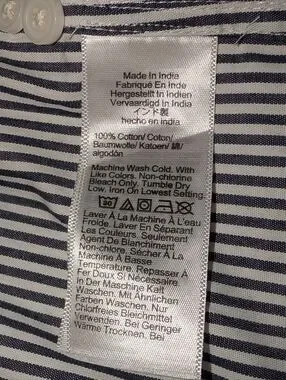 Made In India
Fabriqué En Inde
Hergestellt In Indien
Vervaardigd In India
インド製
hecho en india
100% Cotton/ Coton/
Baumwolle/ Katoen/ 綿/
algodón
Machine Wash Cold. With
Like Colors. Non-chlorine
Bleach Only. Tumble Dry
Low. Iron On Lowest Setting
30
Laver À La Machine À L'eau
Froide. Laver En Séparant
Les Couleurs. Seulement
Agent De Blanchiment
Non-chlore. Sécher À La
Machine À Basse
Température. Repasser À
Fer Doux Si Nécessaire.
In Der Maschine Kalt
Waschen. Mit Ähnlichen
Farben Waschen. Nur
Chlorfreies Bleichmittel
Verwenden. Bei Geringer
Wärme Trocknen. Bei